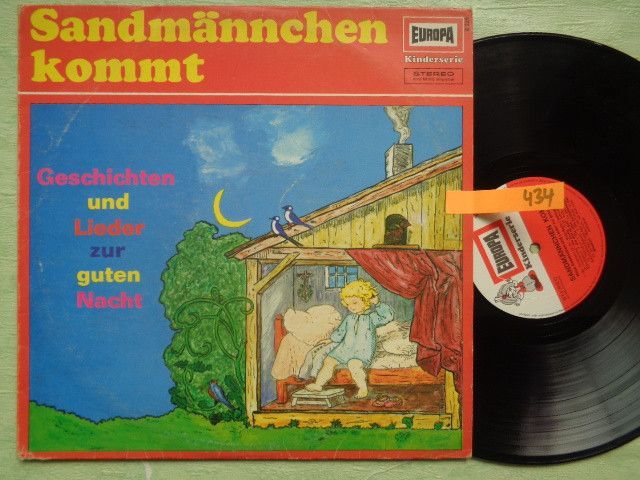 Sandmännchen
kommt
EUROPA
Kinderserie
STEREO
Geschichten
und
Lieder
zur
guten
Nacht
434
EUROPA
Kinderserie